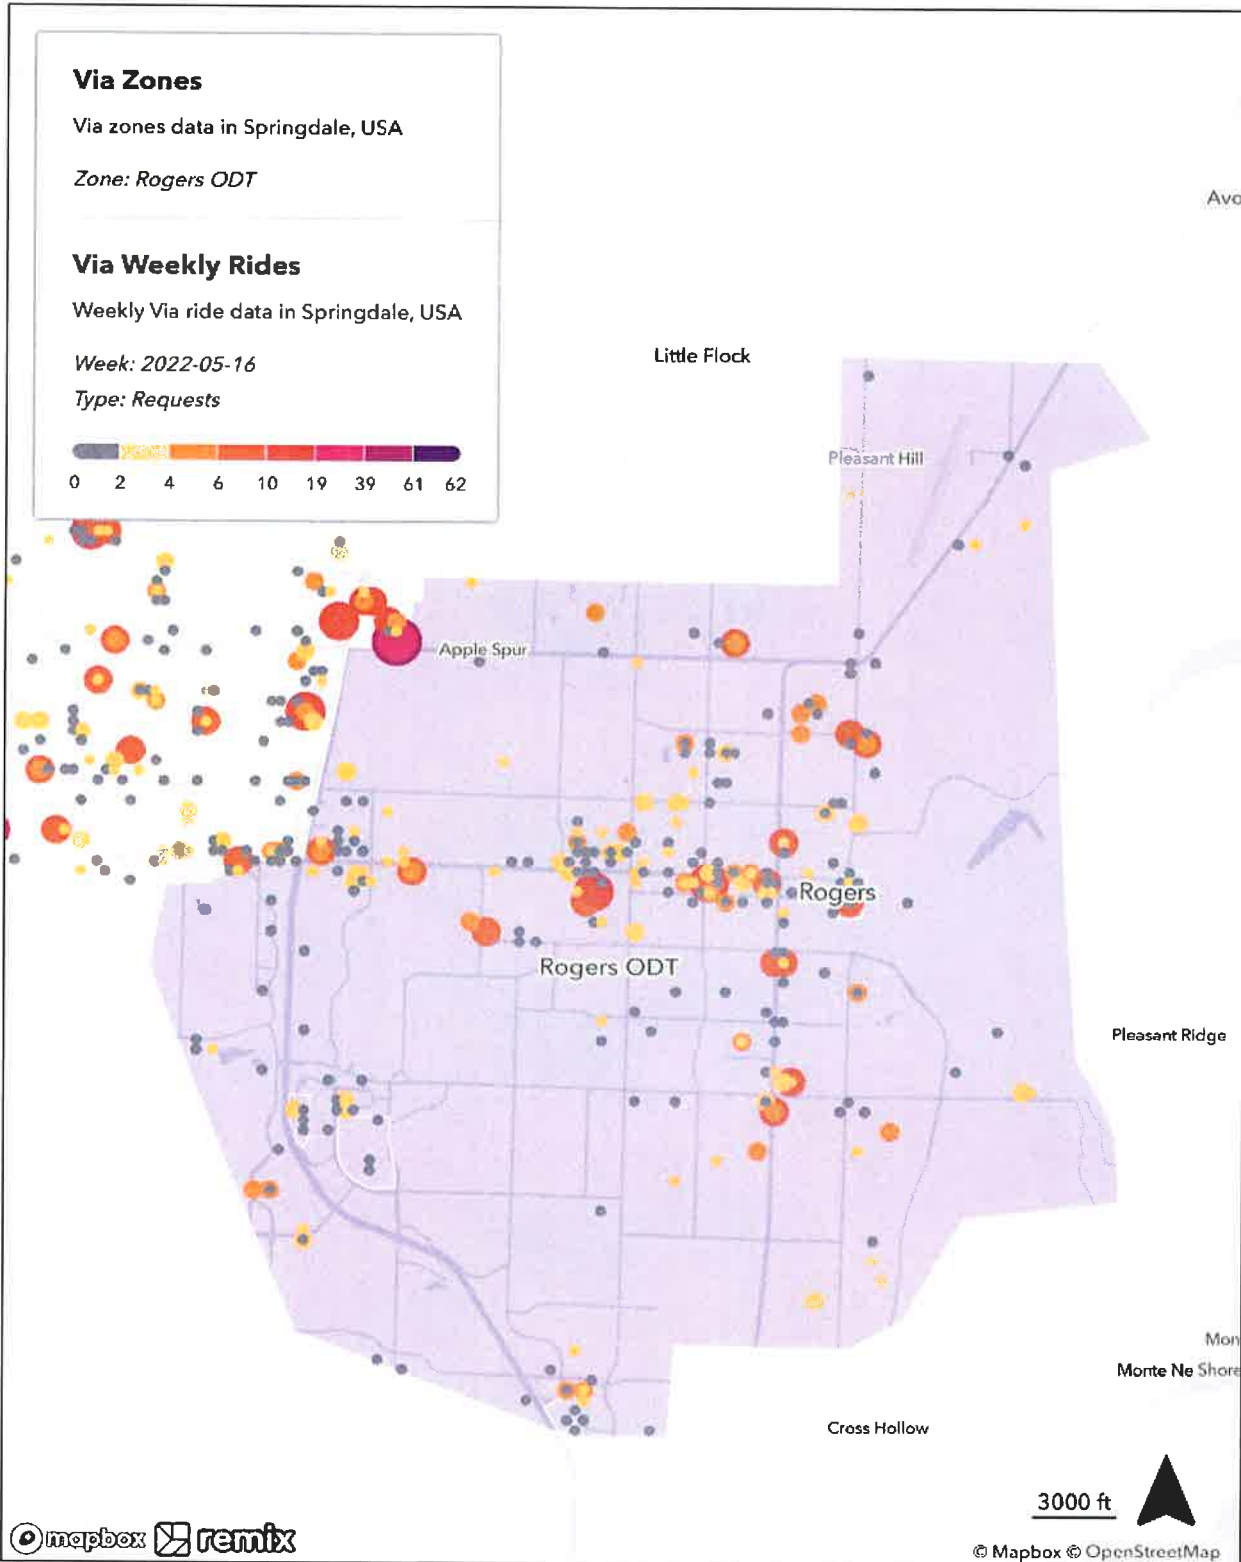 Via Zones
Via zones data in Springdale, USA
Zone: Rogers ODT
Via Weekly Rides
Weekly Via ride data in Springdale, USA
Week: 2022-05-16
Type: Requests
0 2 4 6 10 19 39 61 62
Avo
Little Flock
Pleasant Hill
Apple Spur
Rogers
Rogers ODT
Pleasant Ridge
Mon
Monte Ne Shore
Cross Hollow
3000 ft
mapbox remix
© Mapbox © OpenStreetMap